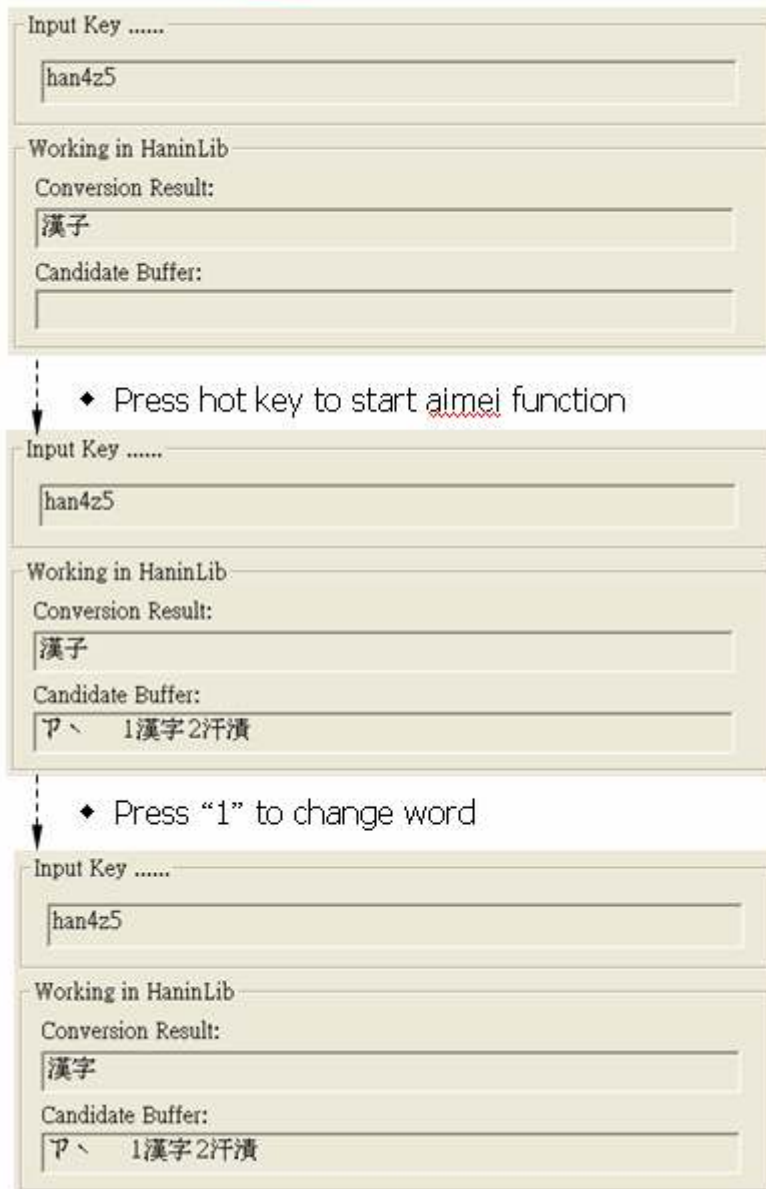 Input Key ......
han4z5
Working in HaninLib
Conversion Result:
漢子
Candidate Buffer:
◆ Press hot key to start aimei function
Input Key ......
han4z5
Working in HaninLib
Conversion Result:
漢子
Candidate Buffer:
ㄗˋ 1漢字2汗漬
◆ Press “1” to change word
Input Key ......
han4z5
Working in HaninLib
Conversion Result:
漢字
Candidate Buffer:
ㄗˋ 1漢字2汗漬